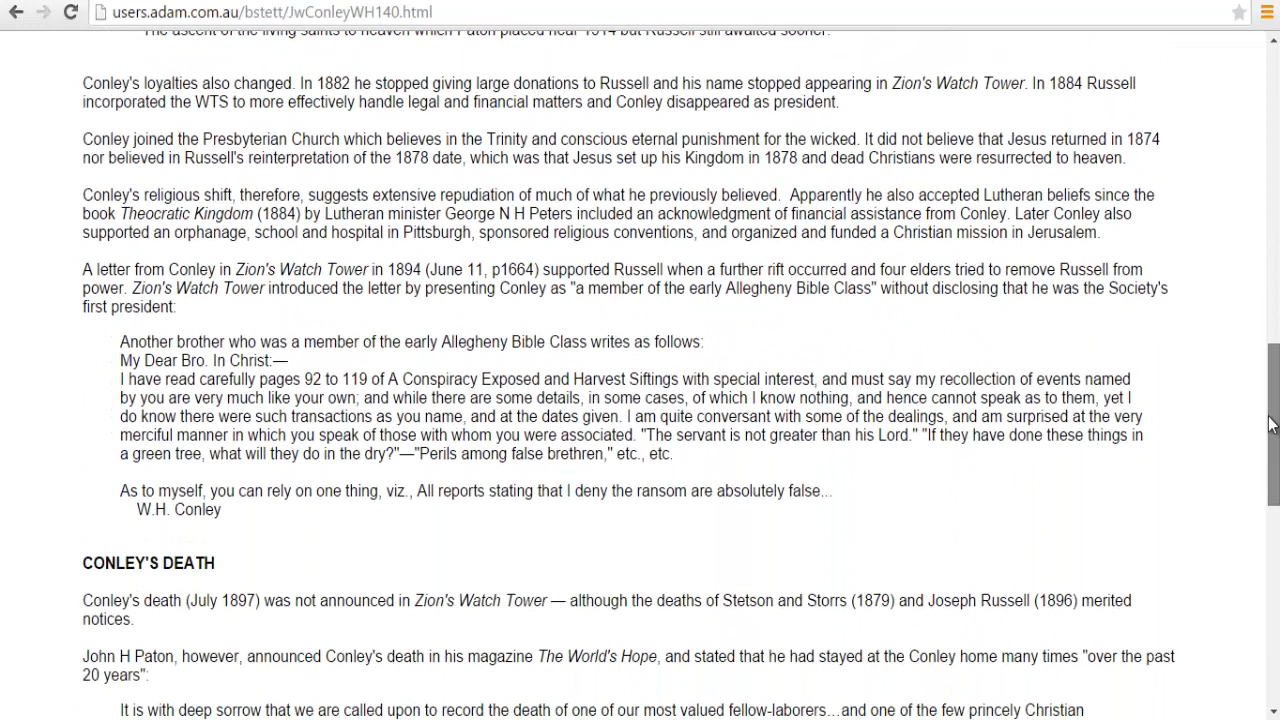 users.adam.com.au/bstett/JwConleyWH140.html
The ascent of the living saints to heaven which Paton placed near 1914 but Russell still awaited sooner.
Conley's loyalties also changed. In 1882 he stopped giving large donations to Russell and his name stopped appearing in Zion's Watch Tower. In 1884 Russell
incorporated the WTS to more effectively handle legal and financial matters and Conley disappeared as president.
Conley joined the Presbyterian Church which believes in the Trinity and conscious eternal punishment for the wicked. It did not believe that Jesus returned in 1874
nor believed in Russell's reinterpretation of the 1878 date, which was that Jesus set up his Kingdom in 1878 and dead Christians were resurrected to heaven.
Conley's religious shift, therefore, suggests extensive repudiation of much of what he previously believed.  Apparently he also accepted Lutheran beliefs since the
book Theocratic Kingdom (1884) by Lutheran minister George N H Peters included an acknowledgment of financial assistance from Conley. Later Conley also
supported an orphanage, school and hospital in Pittsburgh, sponsored religious conventions, and organized and funded a Christian mission in Jerusalem.
A letter from Conley in Zion's Watch Tower in 1894 (June 11, p1664) supported Russell when a further rift occurred and four elders tried to remove Russell from
power. Zion's Watch Tower introduced the letter by presenting Conley as "a member of the early Allegheny Bible Class" without disclosing that he was the Society's
first president:
Another brother who was a member of the early Allegheny Bible Class writes as follows:
My Dear Bro. In Christ:—
I have read carefully pages 92 to 119 of A Conspiracy Exposed and Harvest Siftings with special interest, and must say my recollection of events named
by you are very much like your own; and while there are some details, in some cases, of which I know nothing, and hence cannot speak as to them, yet I
do know there were such transactions as you name, and at the dates given. I am quite conversant with some of the dealings, and am surprised at the very
merciful manner in which you speak of those with whom you were associated. "The servant is not greater than his Lord." "If they have done these things in
a green tree, what will they do in the dry?"—"Perils among false brethren," etc., etc.
As to myself, you can rely on one thing, viz., All reports stating that I deny the ransom are absolutely false...
W.H. Conley
CONLEY'S DEATH
Conley's death (July 1897) was not announced in Zion's Watch Tower — although the deaths of Stetson and Storrs (1879) and Joseph Russell (1896) merited
notices.
John H Paton, however, announced Conley's death in his magazine The World's Hope, and stated that he had stayed at the Conley home many times "over the past
20 years":
It is with deep sorrow that we are called upon to record the death of one of our most valued fellow-laborers...and one of the few princely Christian